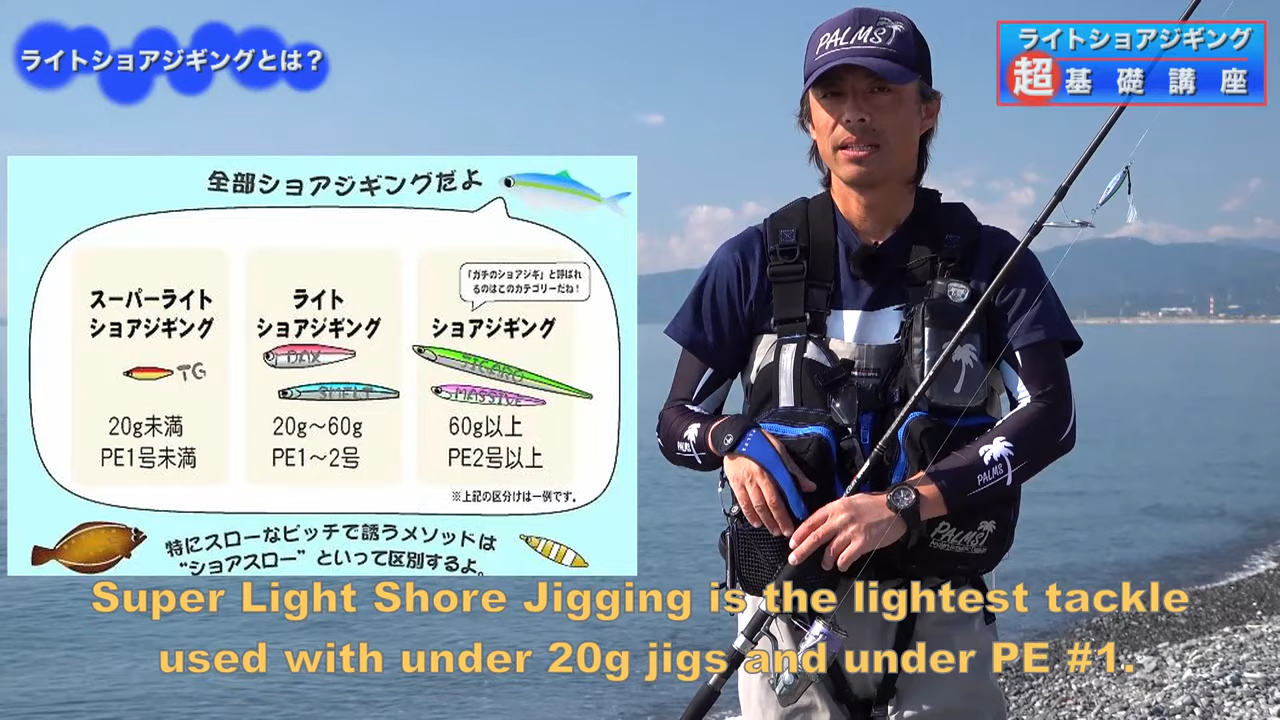 ライトショアジギングとは？
ライトショアジギング
超基礎講座
PALMS
全部ショアジギングだよ
「ガチのショアジギ」と呼ばれ
るのはこのカテゴリーだね！
スーパーライト
ショアジギング
TG
20g未満
PE1号未満
ライト
ショアジギング
DAX
SMELT
20g〜60g
PE1〜2号
ショアジギング
JIGARO
MASSIVE
60g以上
PE2号以上
※上記の区分けは一例です。
特にスローなピッチで誘うメソッドは
“ショアスロー”といって区別するよ。
PALMS
PALMS
PALMS
Super Light Shore Jigging is the lightest tackle
used with under 20g jigs and under PE #1.